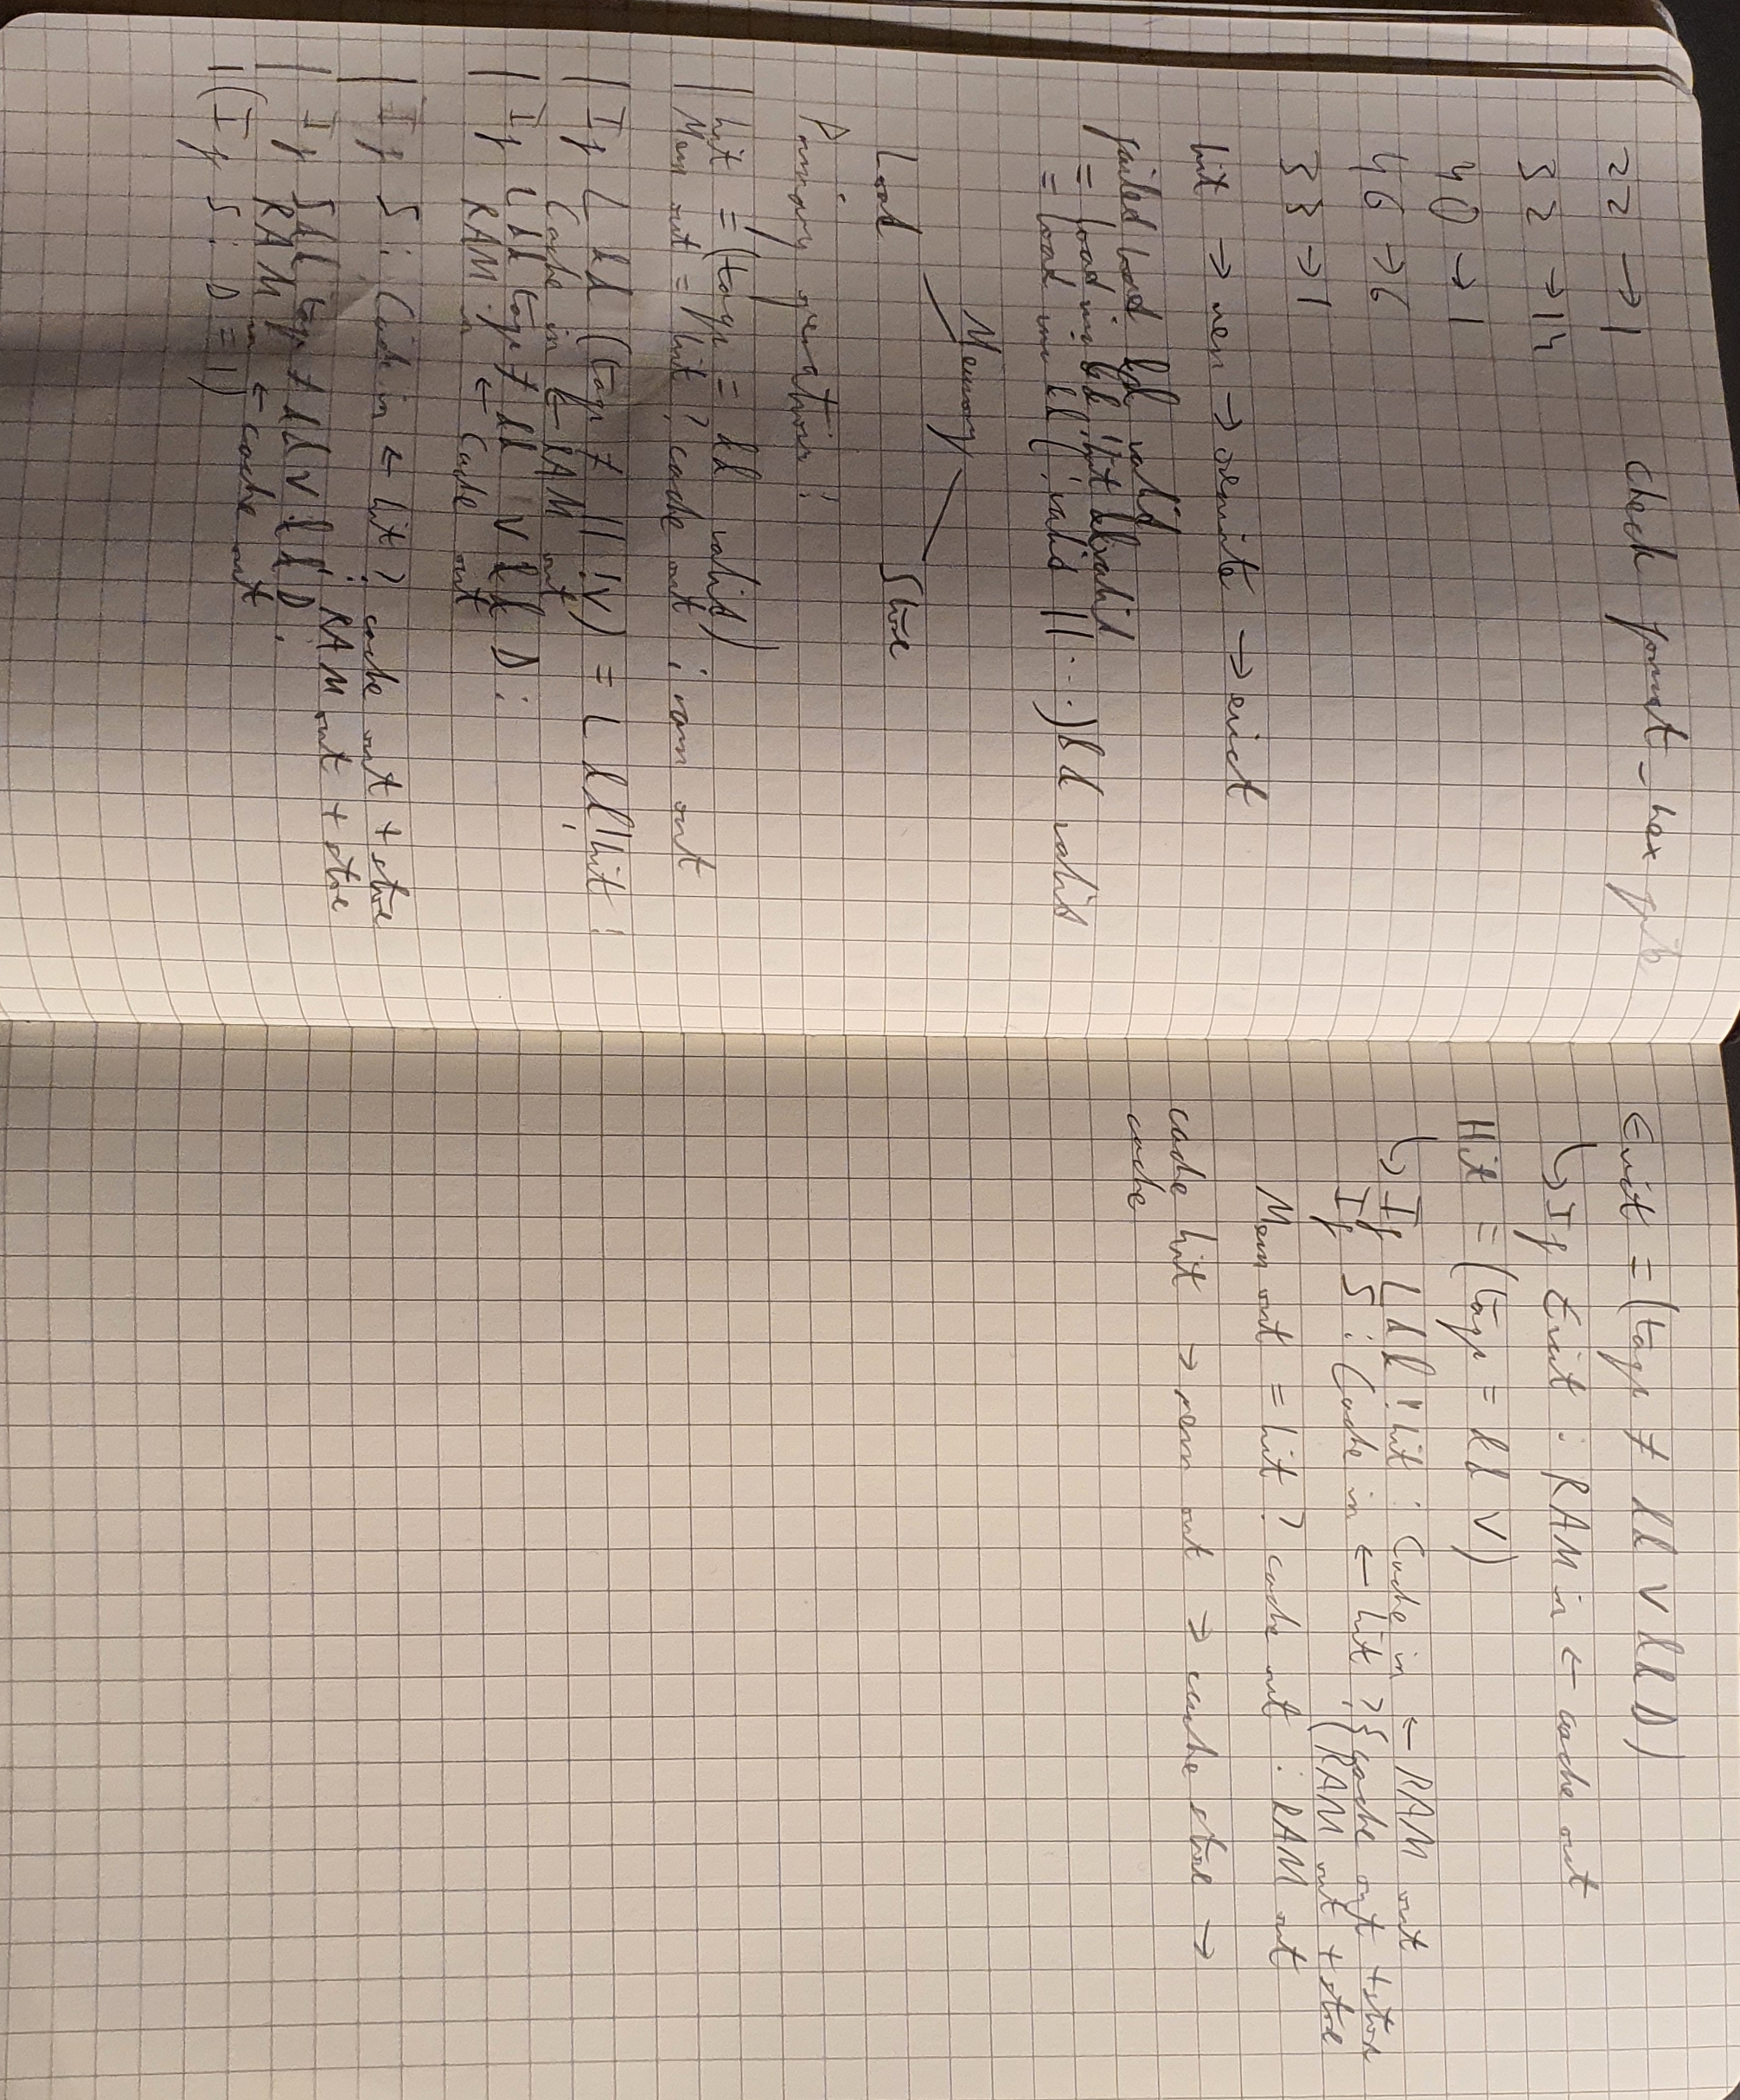 22 → 1
Check format_hex
32 → 14
40 → 1
46 → 6
33 → 1
hit → wen → overwrite → evict
failed load && valid
= load ins && !hit && valid
= load ins && (!valid || ...) && valid
Memory
Load Store
Primary operations:
hit = (tags = && valid)
Mem out = hit ? cache out : ram out
If L && (tags ≠ || !V) = L && !hit :
Cache in ← RAM out
If L && tags ≠ && V && D :
RAM in ← Cache out
If S : Cache in ← hit ? cache out + store
: RAM out + store
If S && tags ≠ && V && D :
RAM in ← cache out
(If S : D = 1)
Evict = (tags ≠ && V && D)
↳ If Evict : RAM in ← cache out
Hit = (tags = && V)
↳ If L && !hit : Cache in ← RAM out
If S : Cache in ← hit ? { cache out + store
RAM out + store
Mem out = hit ? cache out : RAM out
cache hit → mem out → cache store →
cache